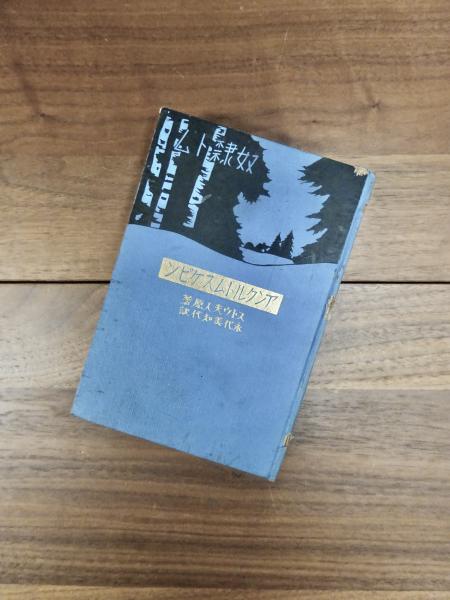 奴隷トム
アンクルトムスケビン
ストウ夫人原著
永代美知代訳